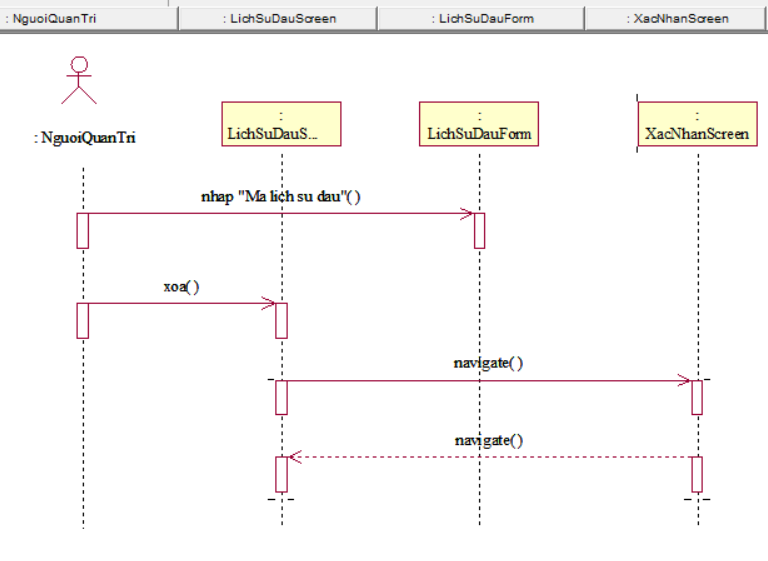 : NguoiQuanTri
: LichSuDauScreen
: LichSuDauForm
: XacNhanScreen
: NguoiQuanTri
:
LichSuDauS...
:
LichSuDauForm
:
XacNhanScreen
nhap "Ma lich su dau"( )
xoa( )
navigate( )
navigate( )